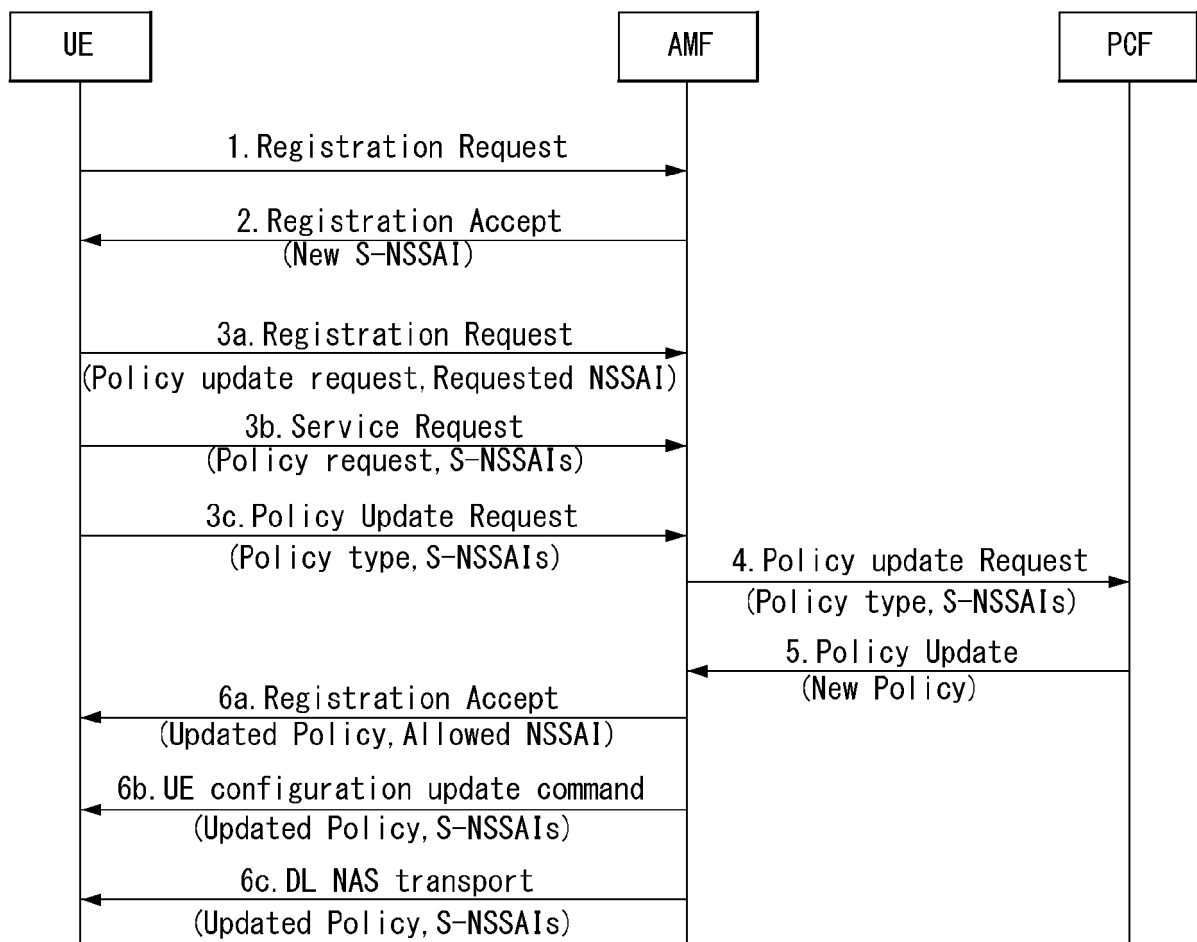 UE
AMF
PCF
1.Registration Request
2.Registration Accept
(New S-NSSAI)
3a.Registration Request
(Policy update request,Requested NSSAI)
3b.Service Request
(Policy request,S-NSSAIs)
3c.Policy Update Request
(Policy type,S-NSSAIs)
4.Policy update Request
(Policy type,S-NSSAIs)
5.Policy Update
(New Policy)
6a.Registration Accept
(Updated Policy,Allowed NSSAI)
6b.UE configuration update command
(Updated Policy,S-NSSAIs)
6c.DL NAS transport
(Updated Policy,S-NSSAIs)